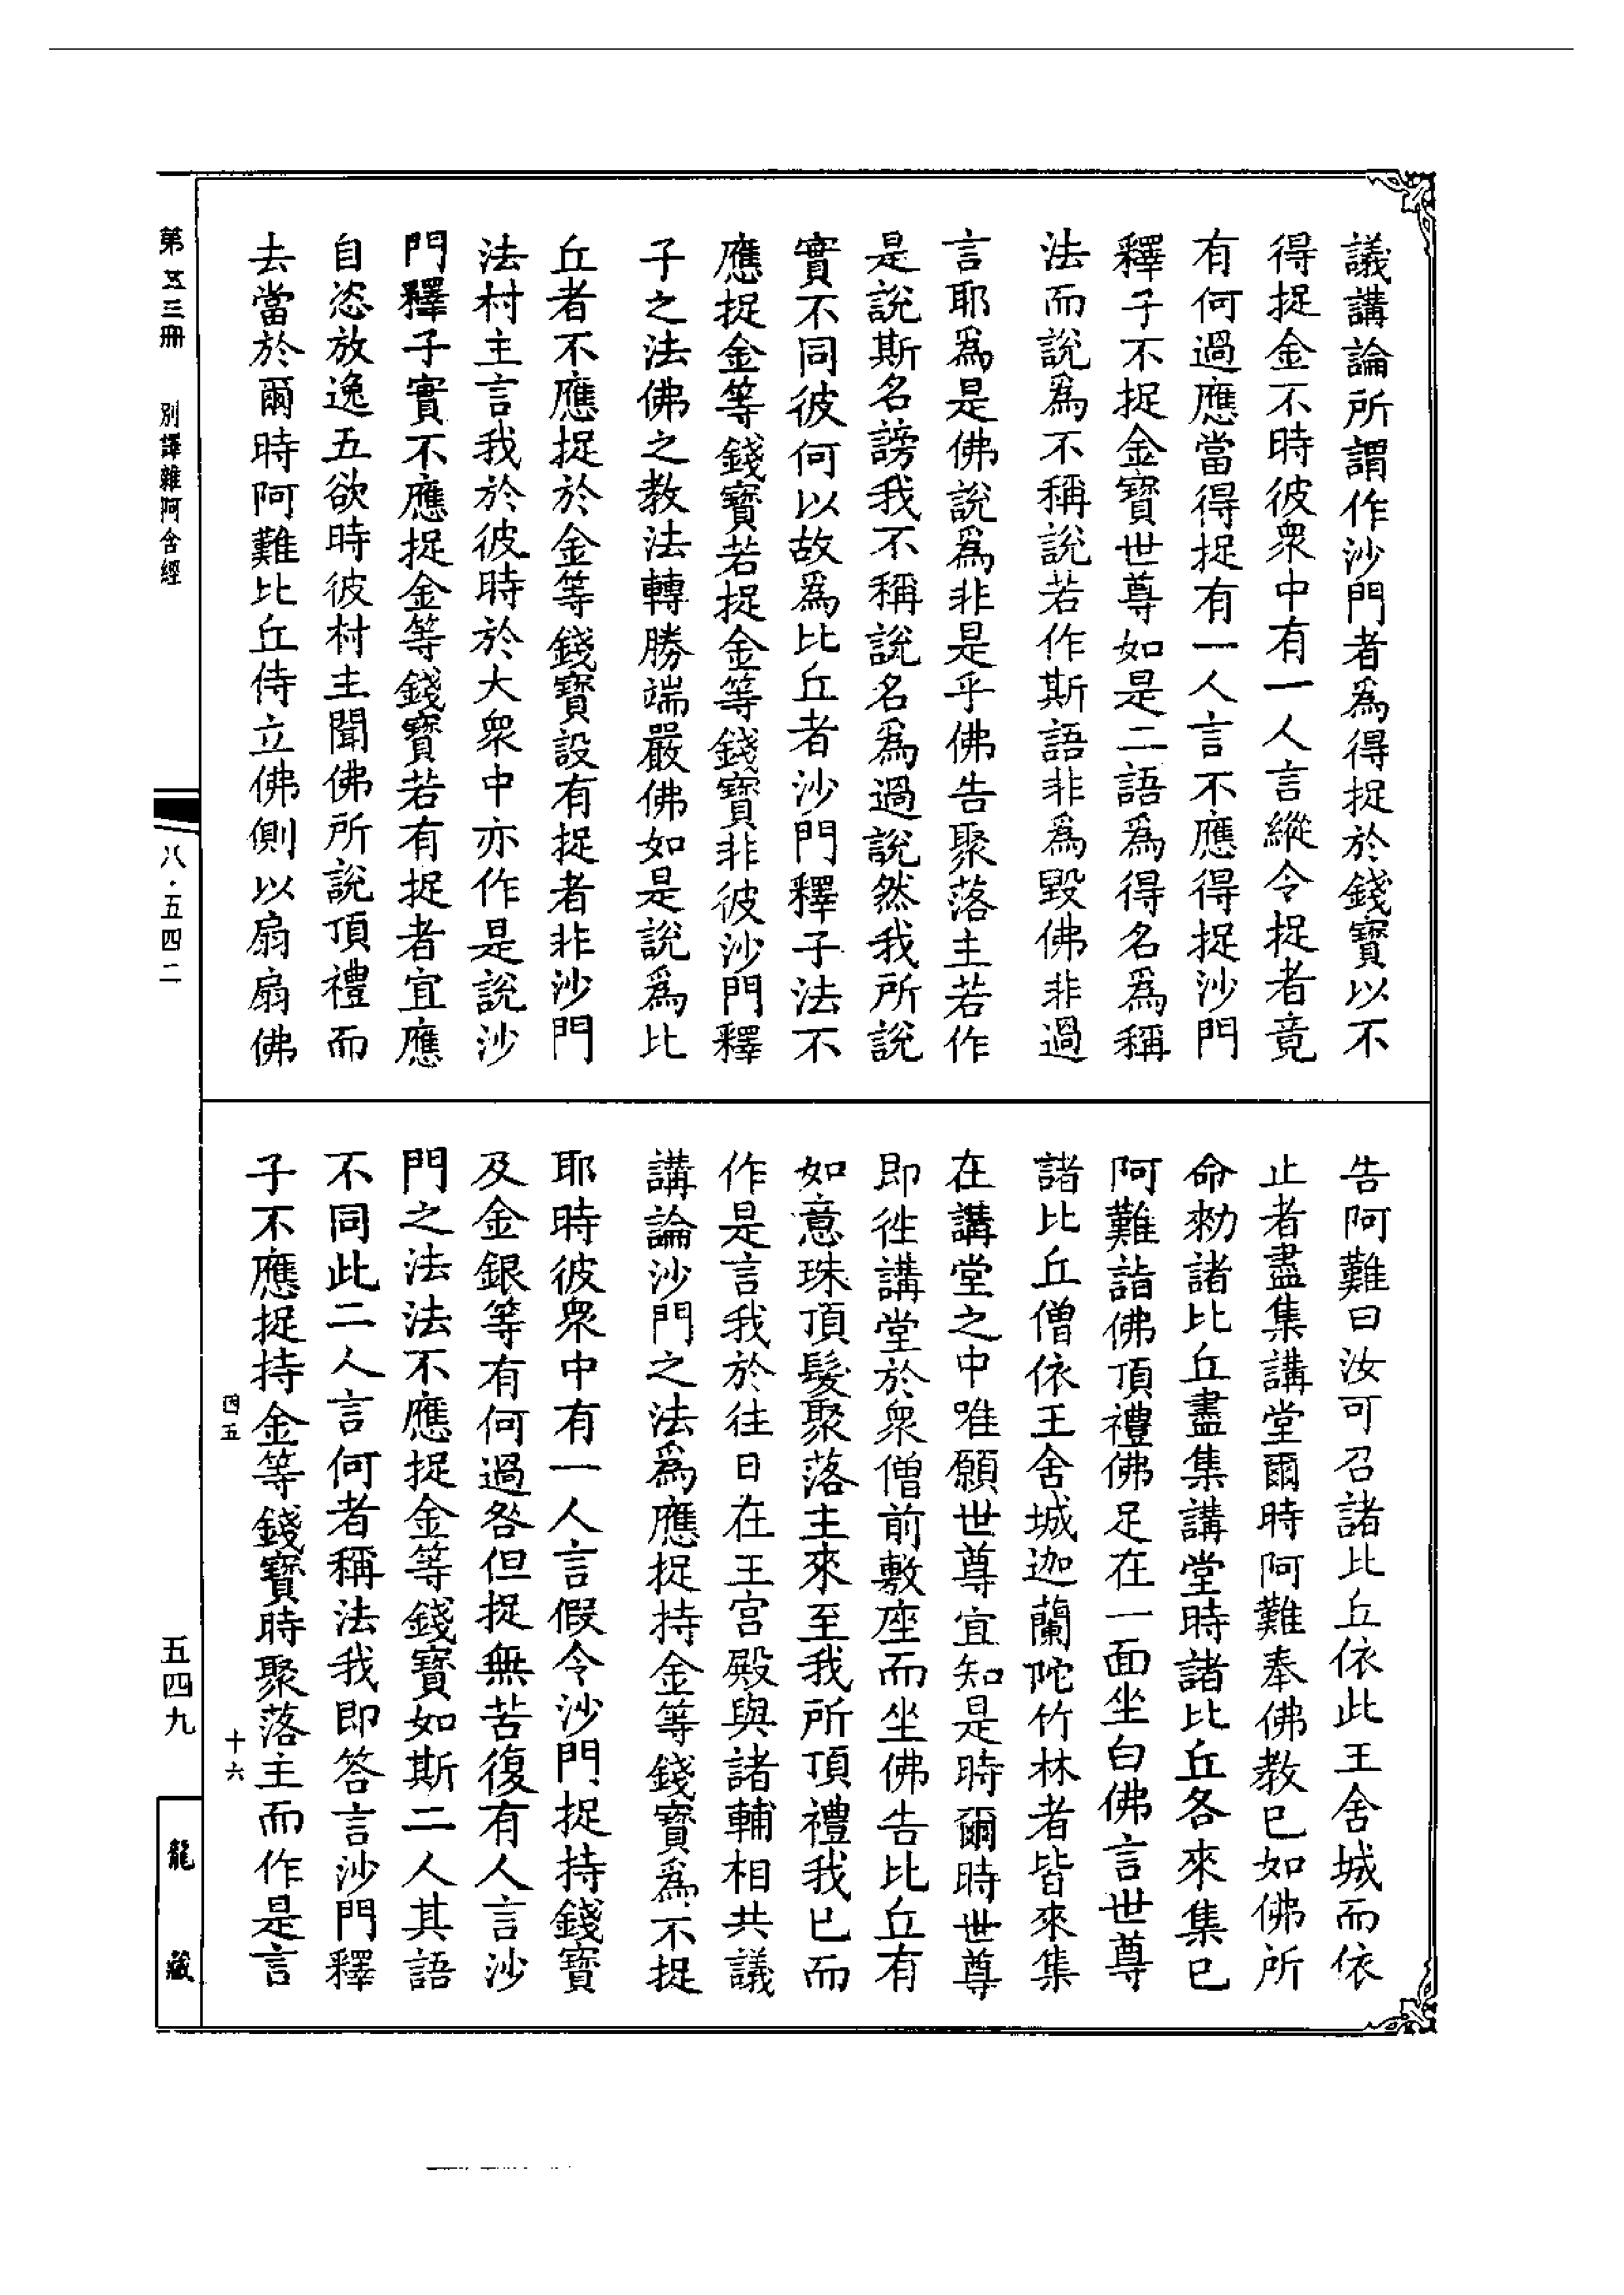 議講論所謂作沙門者爲得捉於錢寶以不
得捉金不時彼衆中有一人言縱令捉者竟
有何過應當得捉有一人言不應得捉沙門
釋子不捉金寶世尊如是二語爲得名爲稱
法而說爲不稱說若作斯語非爲毀佛非過
言耶爲是佛說爲非是乎佛告聚落主若作
是說斯名謗我不稱說名爲過說然我所說
實不同彼何以故爲比丘者沙門釋子法不
應捉金等錢寶若捉金等錢寶非彼沙門釋
子之法佛之教法轉勝端嚴佛如是說爲比
丘者不應捉於金等錢寶設有捉者非沙門
法村主言我於彼時於大衆中亦作是說沙
門釋子實不應捉金等錢寶若有捉者宜應
自恣放逸五欲時彼村主聞佛所說頂禮而
去當於爾時阿難比丘侍立佛側以扇扇佛
告阿難曰汝可召諸比丘依此王舍城而依
止者盡集講堂爾時阿難奉佛教已如佛所
命勑諸比丘盡集講堂時諸比丘各來集已
阿難詣佛頂禮佛足在一面坐白佛言世尊
諸比丘僧依王舍城迦蘭陀竹林者皆來集
在講堂之中唯願世尊宜知是時爾時世尊
即徃講堂於衆僧前敷座而坐佛告比丘有
如意珠頂髮聚落主來至我所頂禮我已而
作是言我於往日在王宮殿與諸輔相共議
講論沙門之法爲應捉持金等錢寶爲不捉
耶時彼衆中有一人言假令沙門捉持錢寶
及金銀等有何過咎但捉無苦復有人言沙
門之法法不應捉金等錢寶如斯二人其語
不同此二人言何者稱法我即答言沙門釋
子不應捉持金等錢寶時聚落主而作是言
四五
十六
第五三冊
別譯雜阿含經
八·五四二
五四九
龍藏